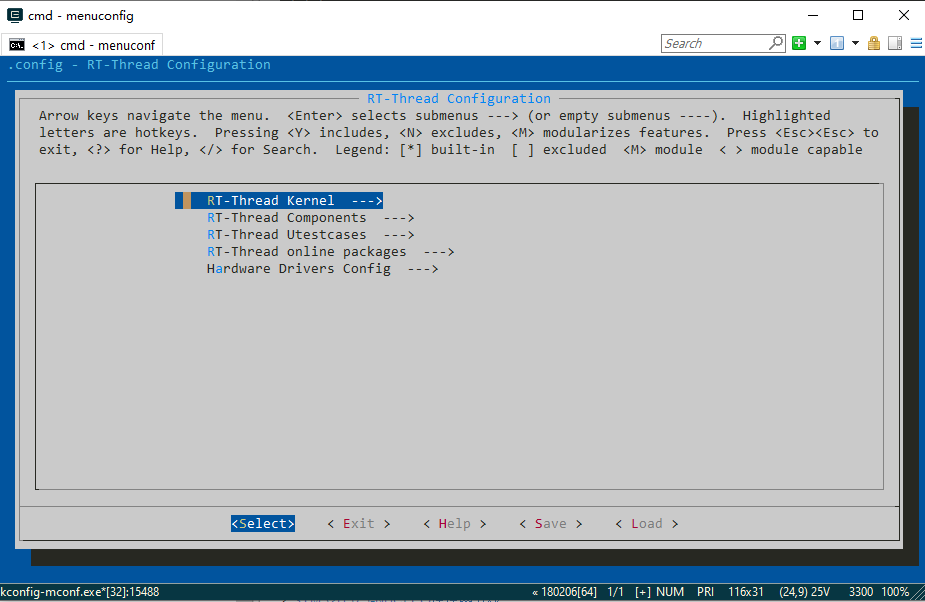 cmd - menuconfig
<1> cmd - menuconf
Search
.config - RT-Thread Configuration
RT-Thread Configuration
Arrow keys navigate the menu.  <Enter> selects submenus ---> (or empty submenus ----).  Highlighted
letters are hotkeys.  Pressing <Y> includes, <N> excludes, <M> modularizes features.  Press <Esc><Esc> to
exit, <?> for Help, </> for Search.  Legend: [*] built-in  [ ] excluded  <M> module  < > module capable
RT-Thread Kernel  --->
RT-Thread Components  --->
RT-Thread Utestcases  --->
RT-Thread online packages  --->
Hardware Drivers Config  --->
<Select>    < Exit >    < Help >    < Save >    < Load >
kconfig-mconf.exe*[32]:15488    « 180206[64]  1/1  [+] NUM  PRI  116x31  (24,9) 25V  3300  100%